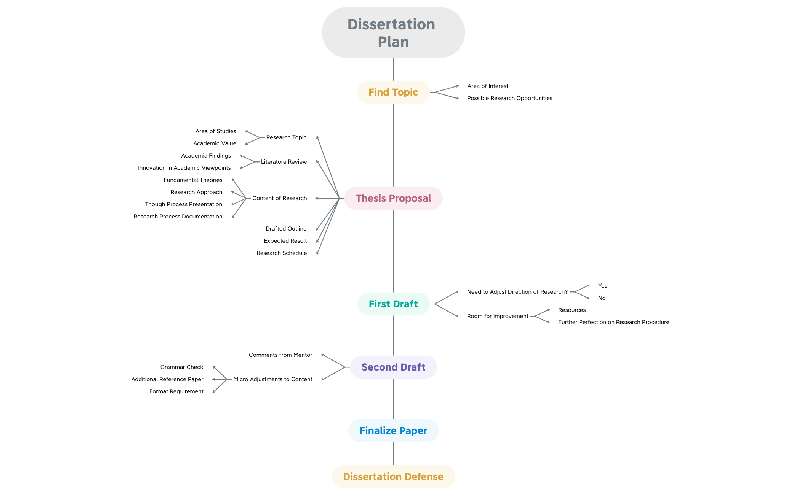 Dissertation
Plan
Find Topic
Area of Interest
Possible Research Opportunities
Thesis Proposal
Research Topic
Area of Studies
Academic Value
Literature Review
Academic Findings
Innovation in Academic Viewpoints
Content of Research
Fundamental Theories
Research Approach
Though Process Presentation
Research Process Documentation
Drafted Outline
Expected Result
Research Schedule
First Draft
Need to Adjust Direction of Research?
Yes
No
Room for Improvement
Resources
Further Perfection on Research Procedure
Second Draft
Comments from Mentor
Micro Adjustments to Content
Grammar Check
Additional Reference Paper
Format Requirement
Finalize Paper
Dissertation Defense